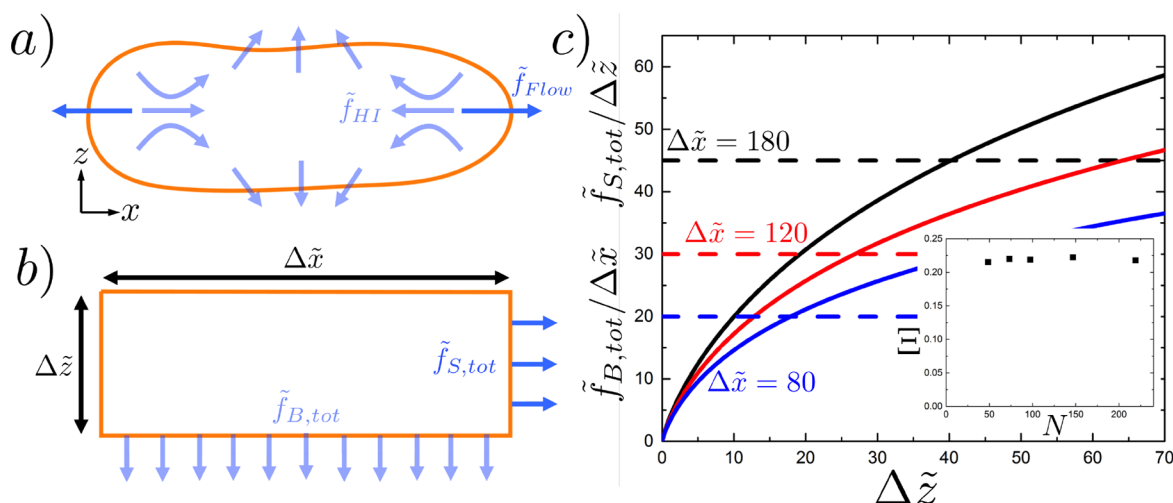 a)
f̃_Flow
f̃_HI
z
x
b)
Δx̃
Δz̃
f̃_S,tot
f̃_B,tot
c)
f̃_B,tot/Δx̃ f̃_S,tot/Δz̃
60
50
40
30
20
10
0
Δx̃ = 180
Δx̃ = 120
Δx̃ = 80
0 10 20 30 40 50 60 70
Δz̃
Ξ
0.25
0.20
0.15
0.10
0.05
0.00
0 50 100 150 200
N